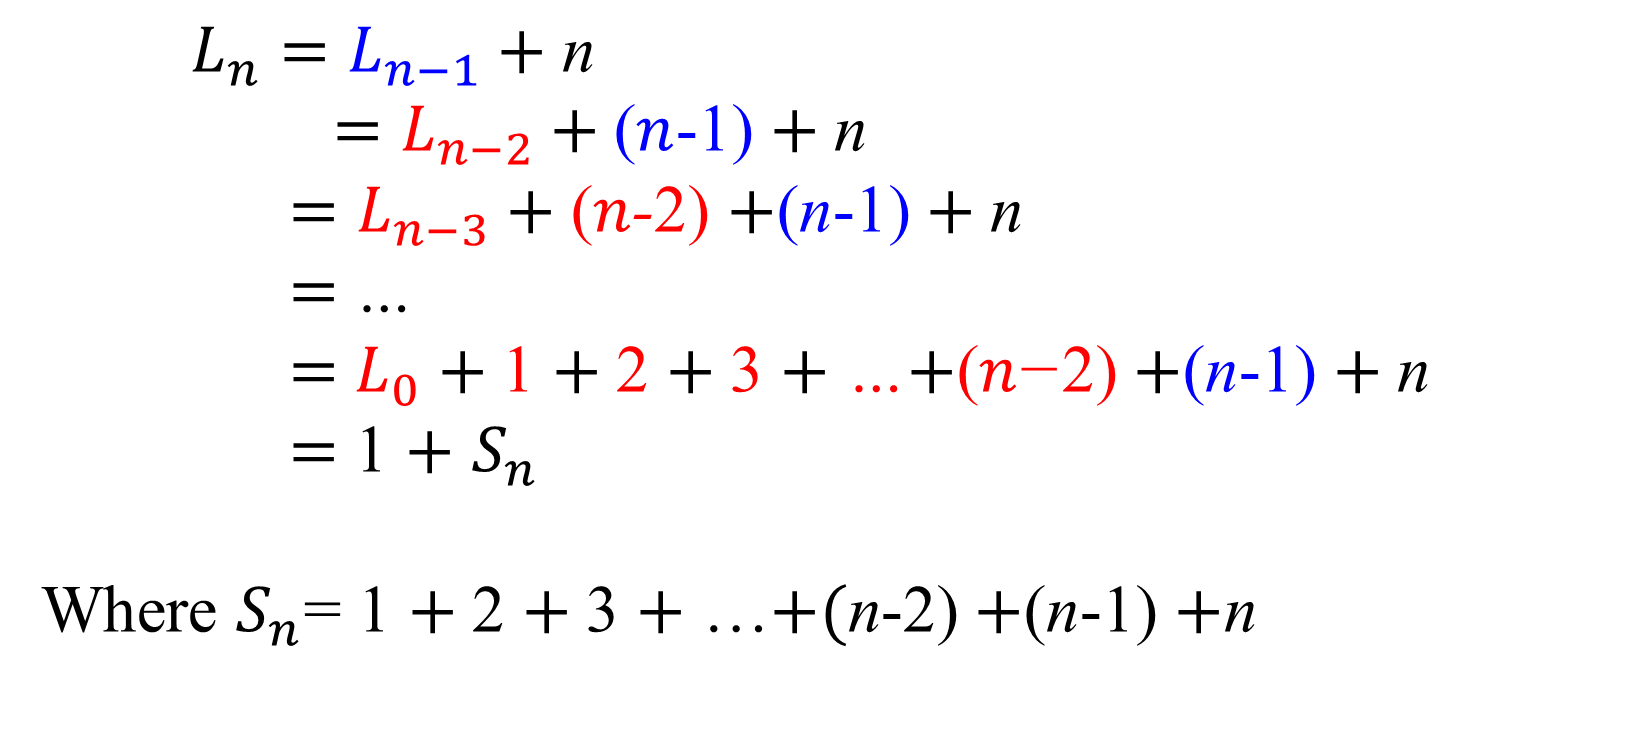 Lₙ = Lₙ₋₁ + n
= Lₙ₋₂ + (n-1) + n
= Lₙ₋₃ + (n-2) +(n-1) + n
= ...
= L₀ + 1 + 2 + 3 + ... +(n−2) +(n-1) + n
= 1 + Sₙ
Where Sₙ= 1 + 2 + 3 + …+(n-2) +(n-1) +n